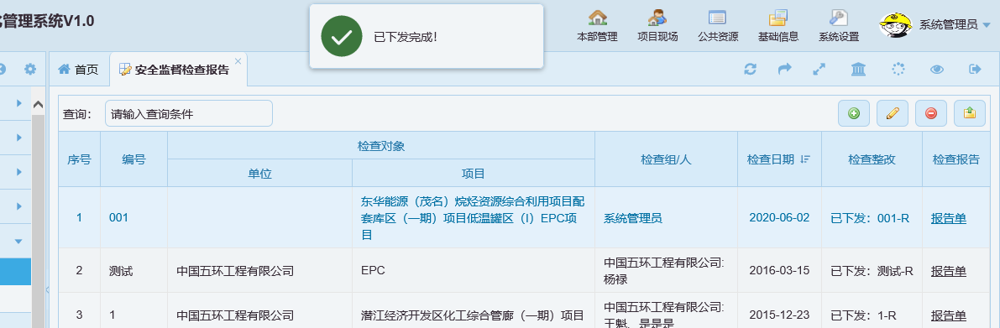 管理系统V1.0
已下发完成!
本部管理
项目现场
公共资源
基础信息
系统设置
系统管理员
首页
安全监督检查报告
查询:
请输入查询条件
序号
编号
检查对象
单位
项目
检查组/人
检查日期
检查整改
检查报告
1
001
东华能源（茂名）烷烃资源综合利用项目配
套库区（一期）项目低温罐区（I）EPC项
目
系统管理员
2020-06-02
已下发：001-R
报告单
2
测试
中国五环工程有限公司
EPC
中国五环工程有限公司:
杨禄
2016-03-15
已下发：测试-R
报告单
3
1
中国五环工程有限公司
潜江经济开发区化工综合管廊（一期）项目
中国五环工程有限公司:
王魁、是是是
2015-12-23
已下发：1-R
报告单